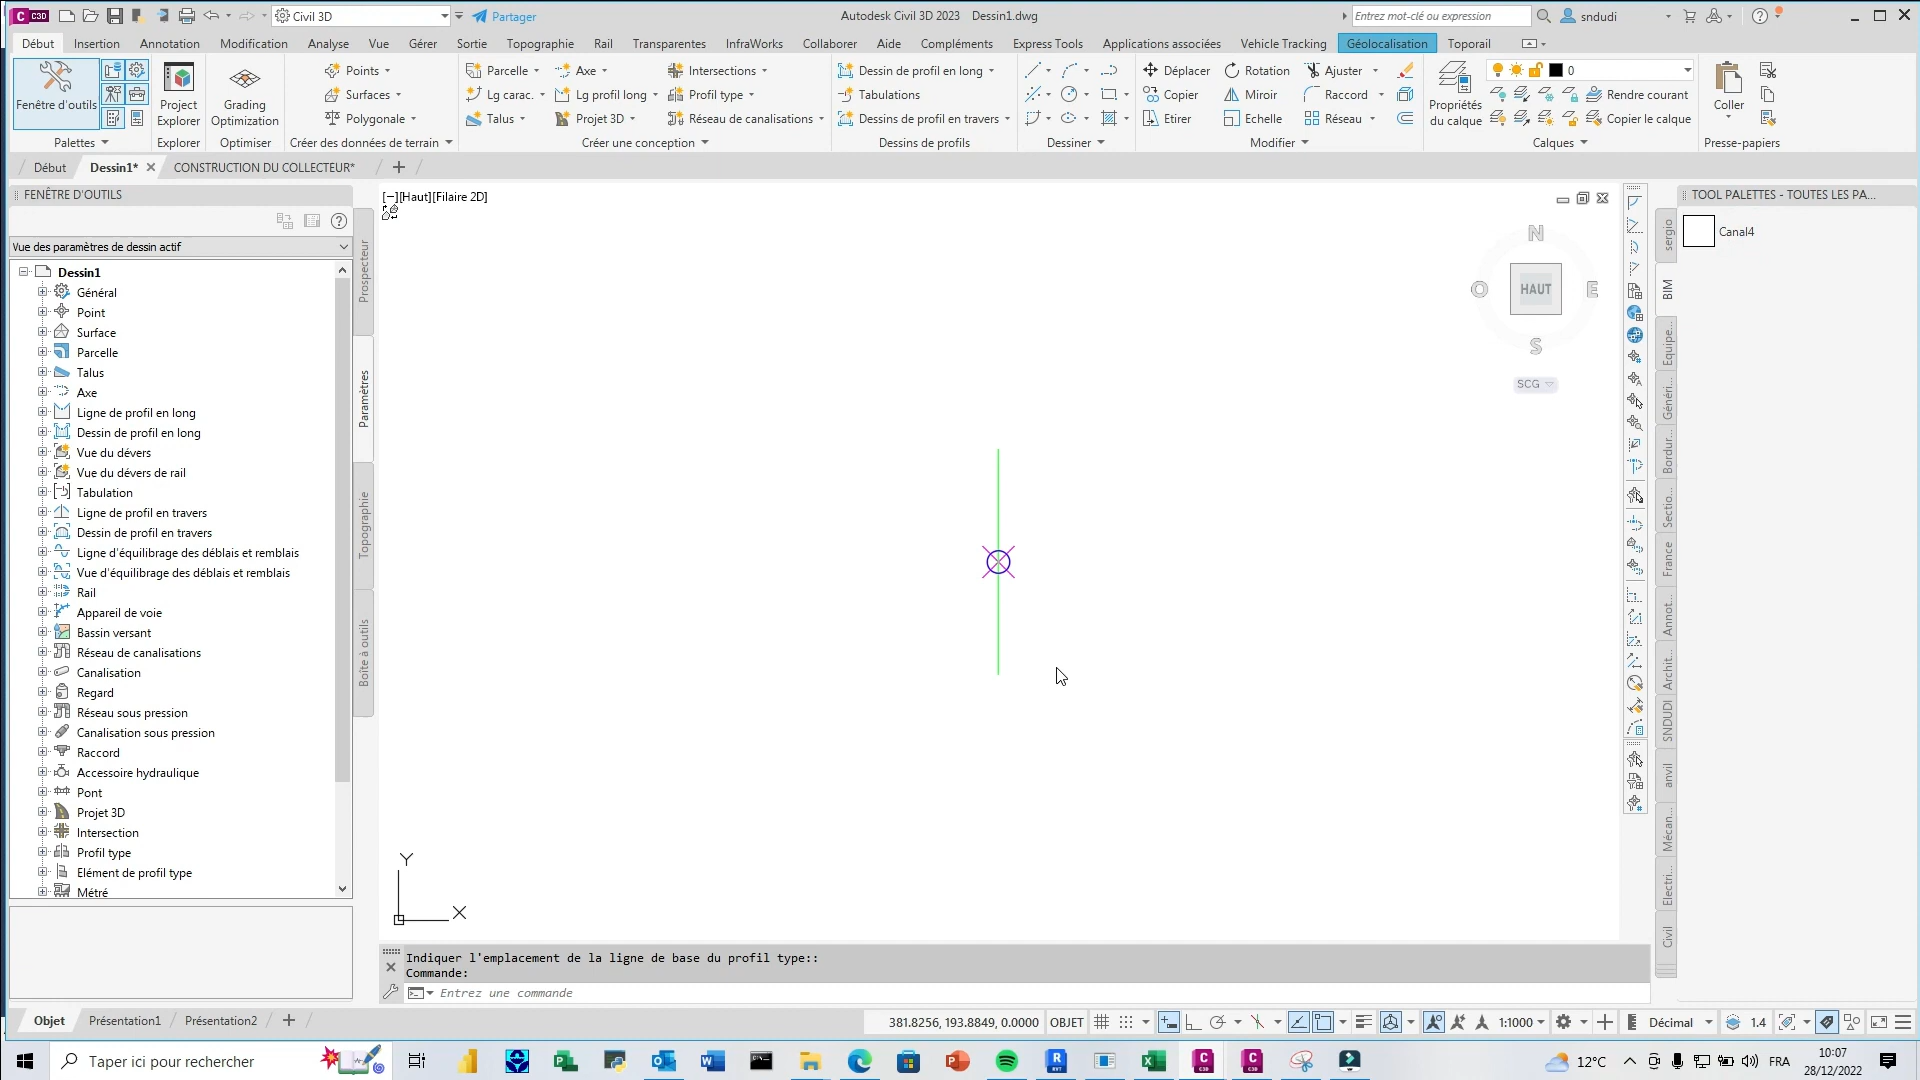 C3D
Civil 3D
Partager
Autodesk Civil 3D 2023 Dessin1.dwg
Entrez mot-clé ou expression
sndudi
Début Insertion Annotation Modification Analyse Vue Gérer Sortie Topographie Rail Transparentes InfraWorks Collaborer Aide Compléments Express Tools Applications associées Vehicle Tracking Géolocalisation Toporail
Fenêtre d'outils
Palettes
Project Explorer
Explorer
Grading Optimization
Optimiser
Points
Surfaces
Polygonale
Créer des données de terrain
Parcelle Axe Intersections
Lg carac. Lg profil long Profil type
Talus Projet 3D Réseau de canalisations
Créer une conception
Dessin de profil en long
Tabulations
Dessins de profil en travers
Dessins de profils
Dessiner
Déplacer Rotation Ajuster
Copier Miroir Raccord
Etirer Echelle Réseau
Modifier
Propriétés du calque
0
Rendre courant
Copier le calque
Calques
Coller
Presse-papiers
Début Dessin1* CONSTRUCTION DU COLLECTEUR*
FENÊTRE D'OUTILS
Vue des paramètres de dessin actif
Dessin1
Général
Point
Surface
Parcelle
Talus
Axe
Ligne de profil en long
Dessin de profil en long
Vue du dévers
Vue du dévers de rail
Tabulation
Ligne de profil en travers
Dessin de profil en travers
Ligne d'équilibrage des déblais et remblais
Vue d'équilibrage des déblais et remblais
Rail
Appareil de voie
Bassin versant
Réseau de canalisations
Canalisation
Regard
Réseau sous pression
Canalisation sous pression
Raccord
Accessoire hydraulique
Pont
Projet 3D
Intersection
Profil type
Elément de profil type
Métré
Prospecteur
Paramètres
Topographie
Boîte à outils
[−][Haut][Filaire 2D]
N
O HAUT E
S
SCG
Y
X
TOOL PALETTES - TOUTES LES PA...
Canal4
sergio
BIM
Equipe...
Généri...
Bordur...
Sectio...
France
Annot...
Archit...
SNDUDI
anvil
Mécan...
Electri...
Civil
Indiquer l'emplacement de la ligne de base du profil type::
Commande:
Entrez une commande
Objet Présentation1 Présentation2
381.8256, 193.8849, 0.0000 OBJET
1:1000
Décimal
1.4
Taper ici pour rechercher
12°C
FRA
10:07
28/12/2022